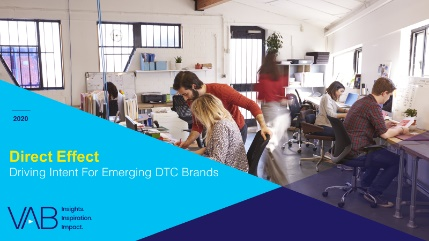 2020
Direct Effect
Driving Intent For Emerging DTC Brands
VAB
Insights.
Inspiration.
Impact.